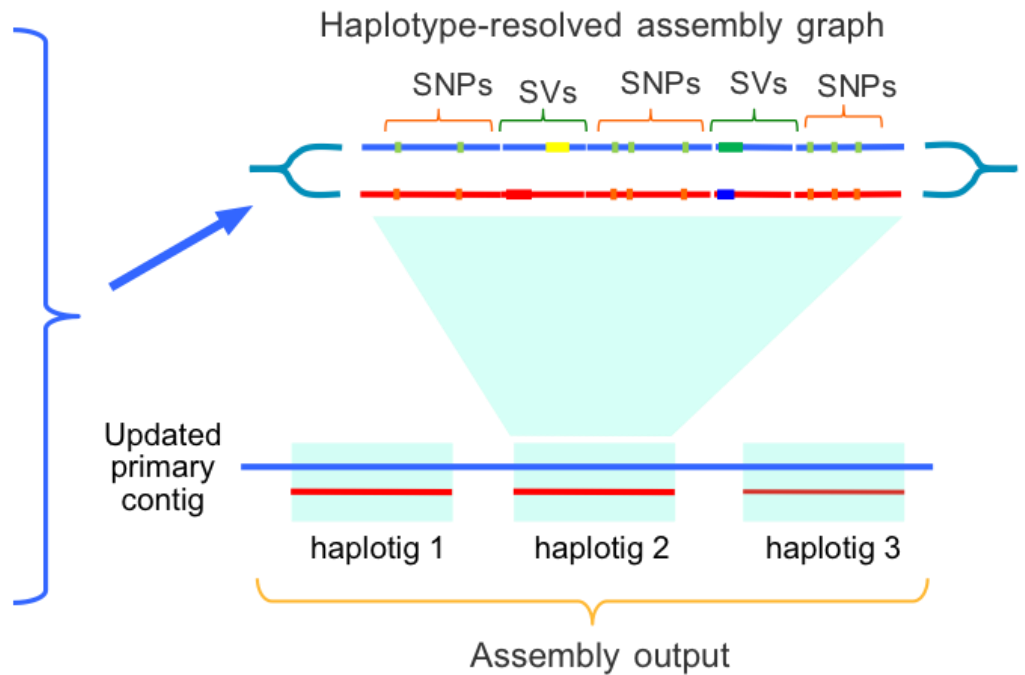 Haplotype-resolved assembly graph
SNPs SVs SNPs SVs SNPs
Updated
primary
contig
haplotig 1 haplotig 2 haplotig 3
Assembly output